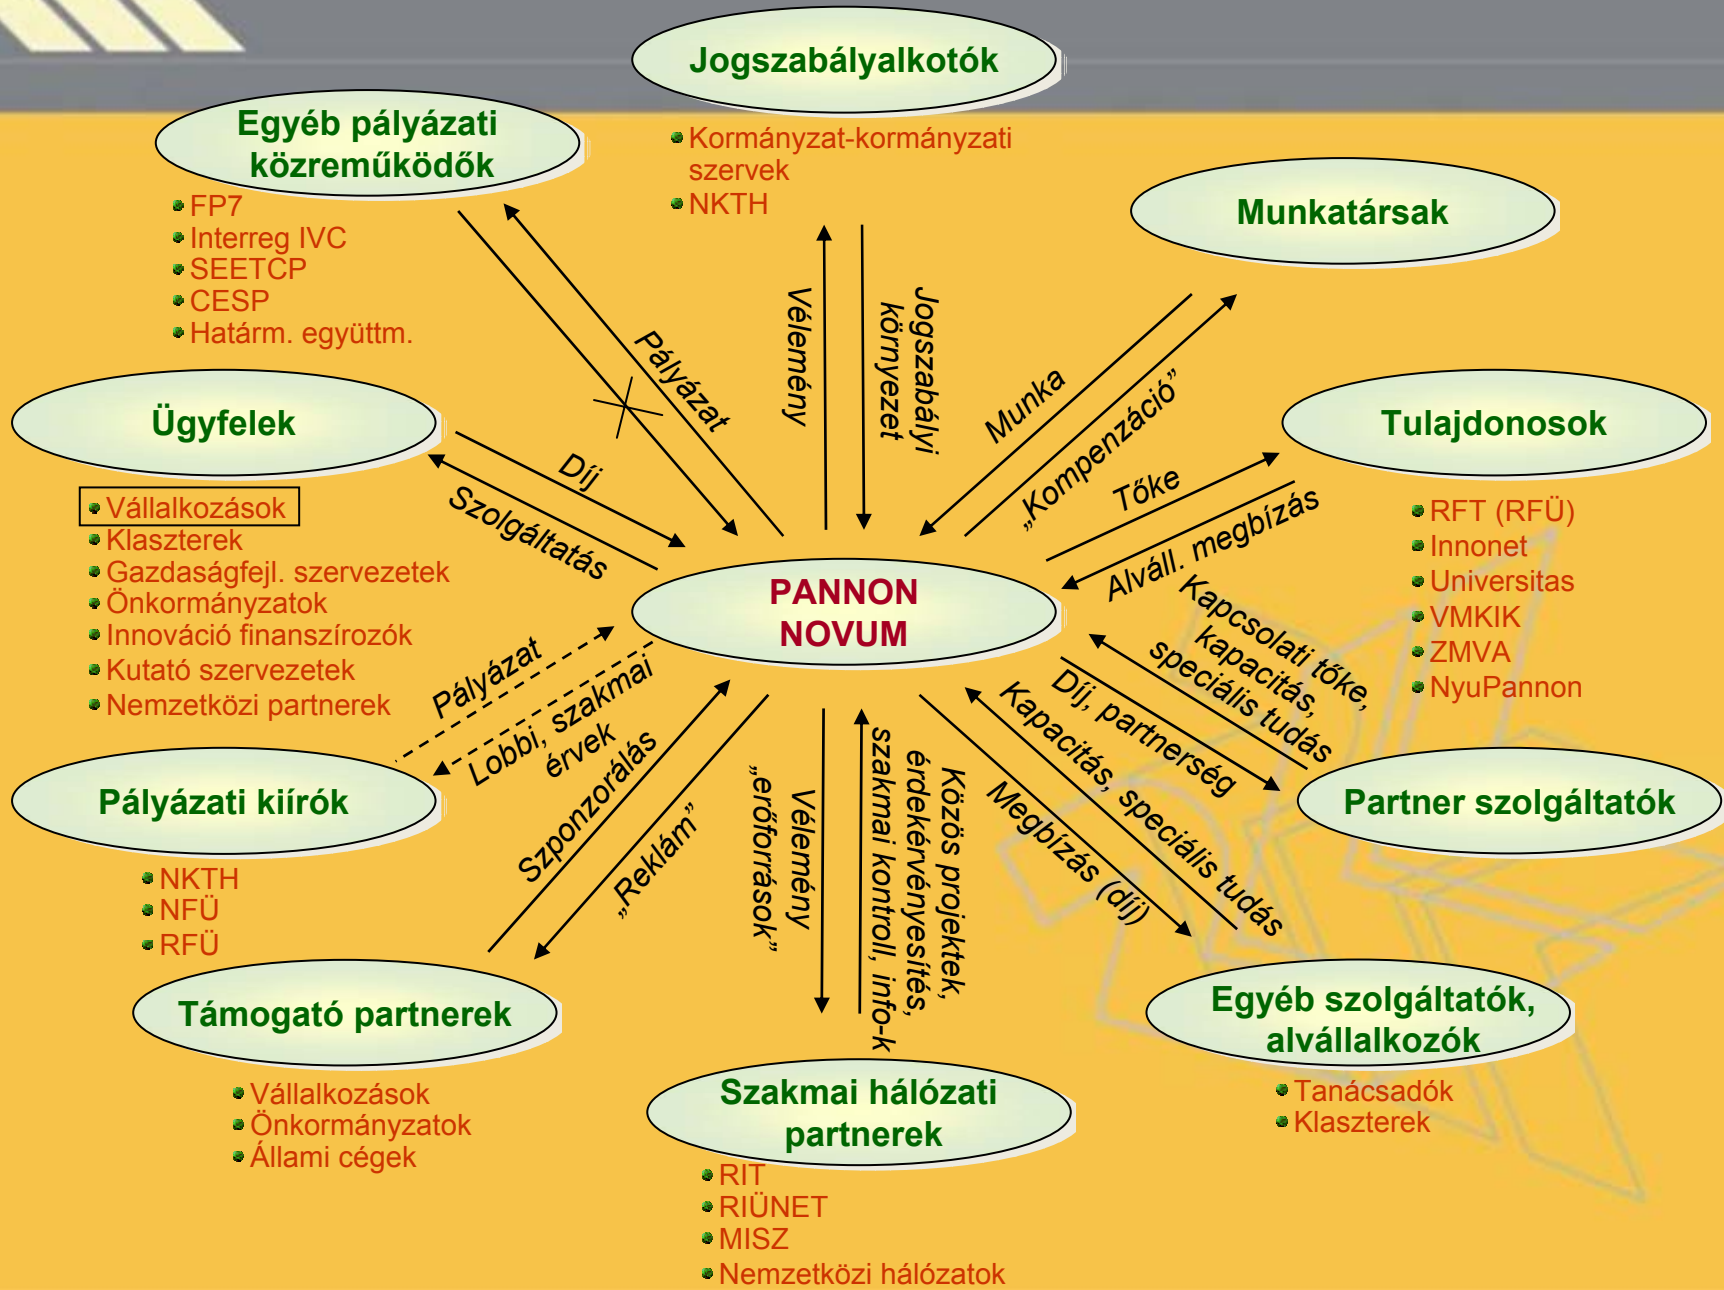 Jogszabályalkotók
Kormányzat-kormányzati
szervek
NKTH
Egyéb pályázati
közreműködők
FP7
Interreg IVC
SEETCP
CESP
Határm. együttm.
Munkatársak
Ügyfelek
Vállalkozások
Klaszterek
Gazdaságfejl. szervezetek
Önkormányzatok
Innováció finanszírozók
Kutató szervezetek
Nemzetközi partnerek
Tulajdonosok
RFT (RFÜ)
Innonet
Universitas
VMKIK
ZMVA
NyuPannon
Pályázat
Vélemény
Jogszabályi
környezet
Munka
„Kompenzáció”
Díj
Szolgáltatás
Tőke
Alváll. megbízás
PANNON
NOVUM
Kapcsolati tőke,
kapacitás,
speciális tudás
Díj, partnerség
Pályázat
Lobbi, szakmai
érvek
Szponzorálás
„Reklám”
Vélemény
„erőforrások”
Közös projektek,
érdekérvényesítés,
szakmai kontroll, info-k
Kapacitás, speciális tudás
Megbízás (díj)
Pályázati kiírók
NKTH
NFÜ
RFÜ
Partner szolgáltatók
Támogató partnerek
Vállalkozások
Önkormányzatok
Állami cégek
Szakmai hálózati
partnerek
RIT
RIÜNET
MISZ
Nemzetközi hálózatok
Egyéb szolgáltatók,
alvállalkozók
Tanácsadók
Klaszterek